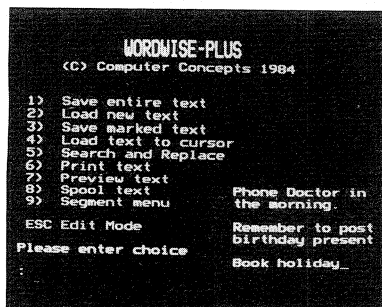 WORDWISE-PLUS
(C) Computer Concepts 1984
1) Save entire text
2) Load new text
3) Save marked text
4) Load text to cursor
5) Search and Replace
6) Print text
7) Preview text
8) Spool text
9) Segment menu
ESC Edit Mode
Please enter choice
:
Phone Doctor in
the morning.
Remember to post
birthday present
Book holiday_